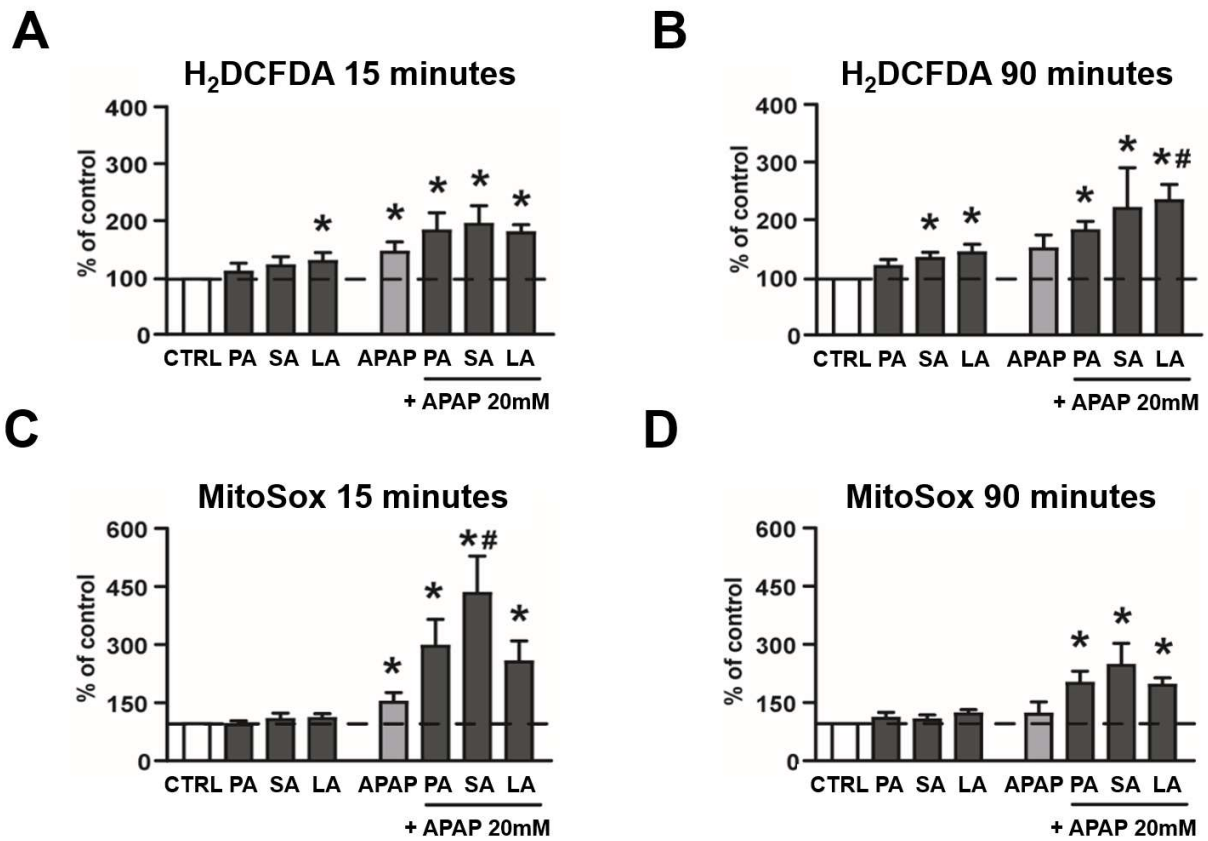 A
H₂DCFDA 15 minutes
% of control
400
300
200
100
0
* * * * *
CTRL PA SA LA APAP PA SA LA
+ APAP 20mM
B
H₂DCFDA 90 minutes
% of control
400
300
200
100
0
* * * * *#
CTRL PA SA LA APAP PA SA LA
+ APAP 20mM
C
MitoSox 15 minutes
% of control
600
450
300
150
0
* * *# *
CTRL PA SA LA APAP PA SA LA
+ APAP 20mM
D
MitoSox 90 minutes
% of control
600
450
300
150
0
* * *
CTRL PA SA LA APAP PA SA LA
+ APAP 20mM